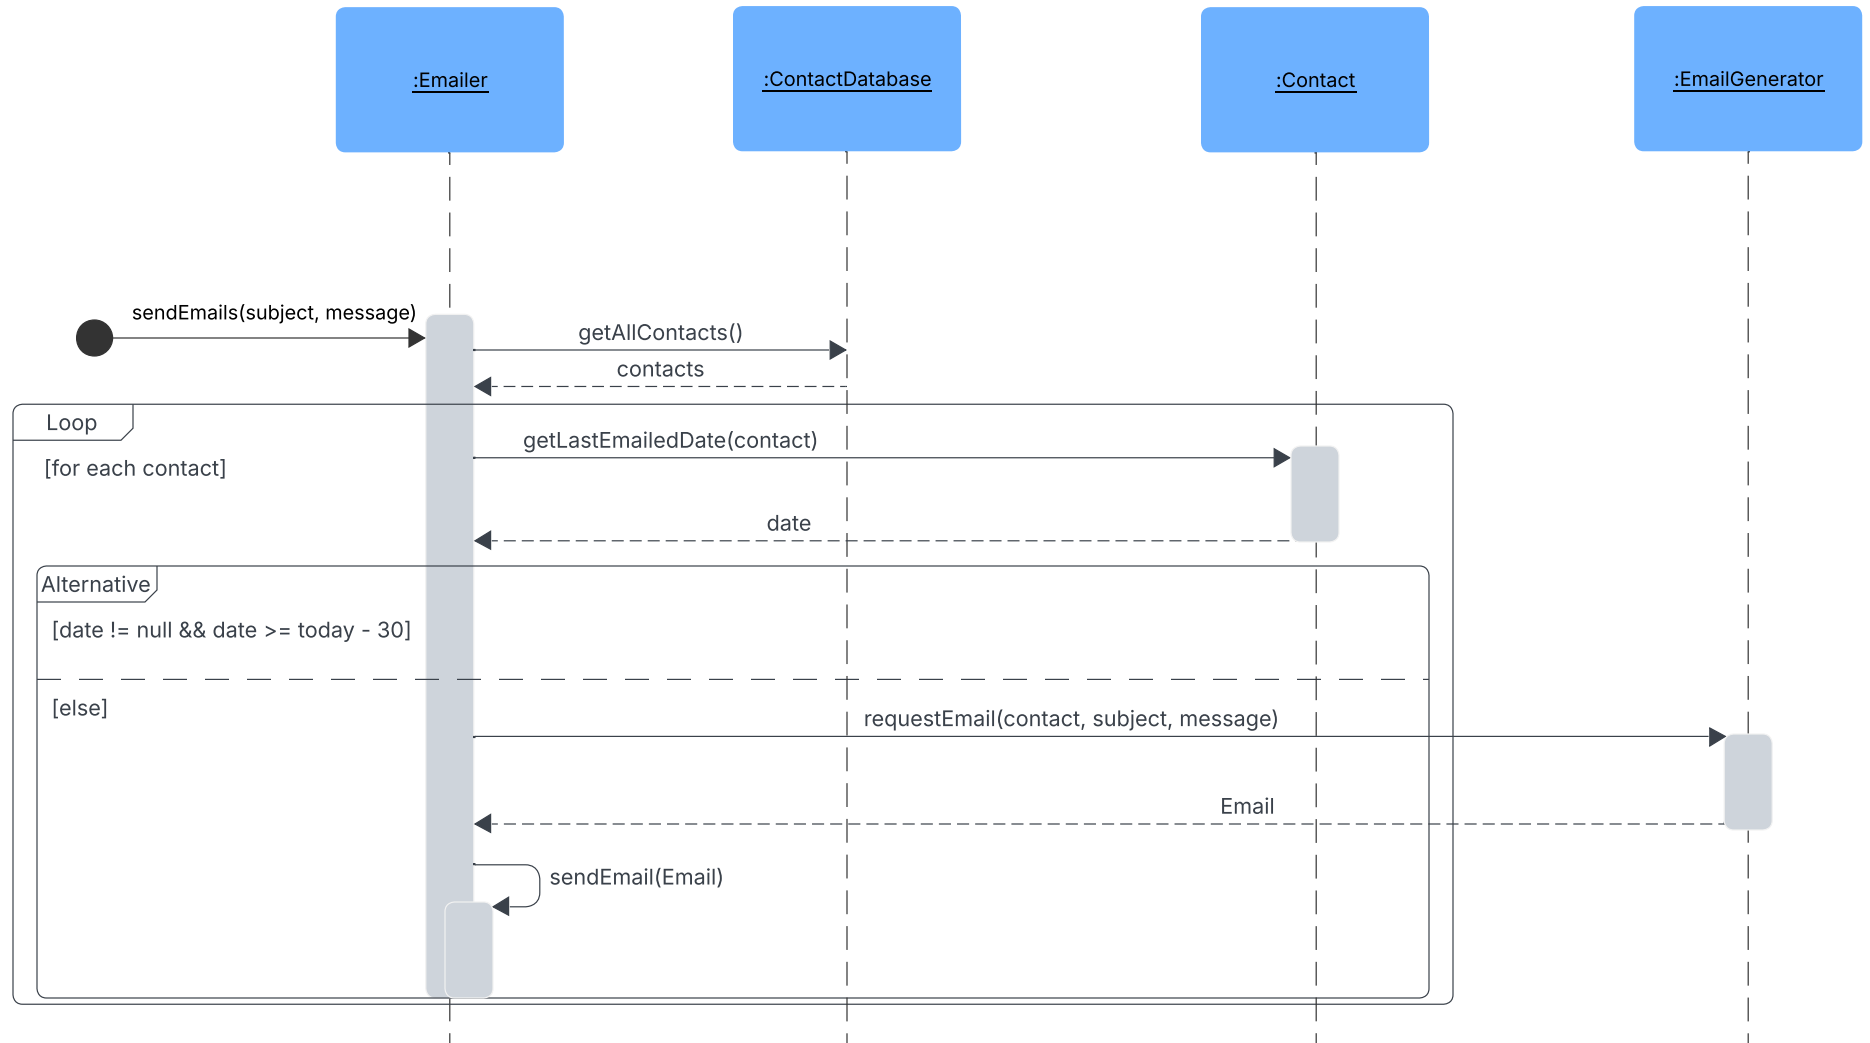 :Emailer
:ContactDatabase
:Contact
:EmailGenerator
sendEmails(subject, message)
getAllContacts()
contacts
Loop
[for each contact]
getLastEmailedDate(contact)
date
Alternative
[date != null && date >= today - 30]
[else]
requestEmail(contact, subject, message)
Email
sendEmail(Email)